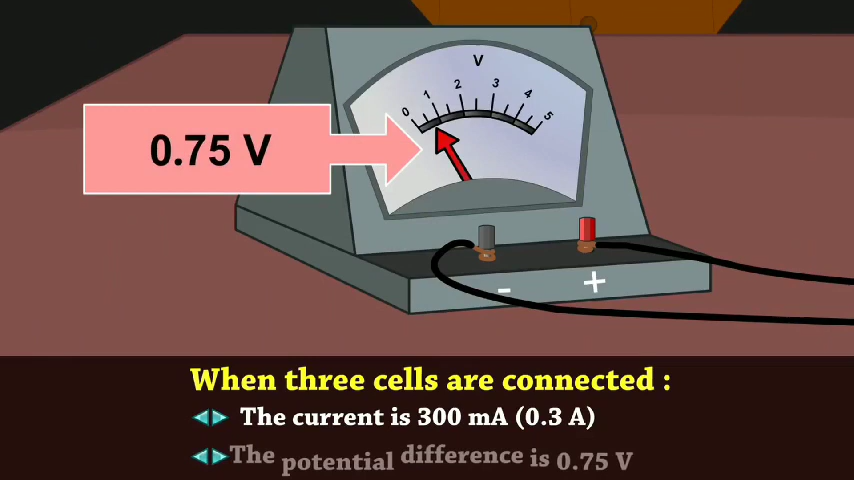 V
0 1 2 3 4 5
0.75 V
- +
When three cells are connected :
The current is 300 mA (0.3 A)
The potential difference is 0.75 V